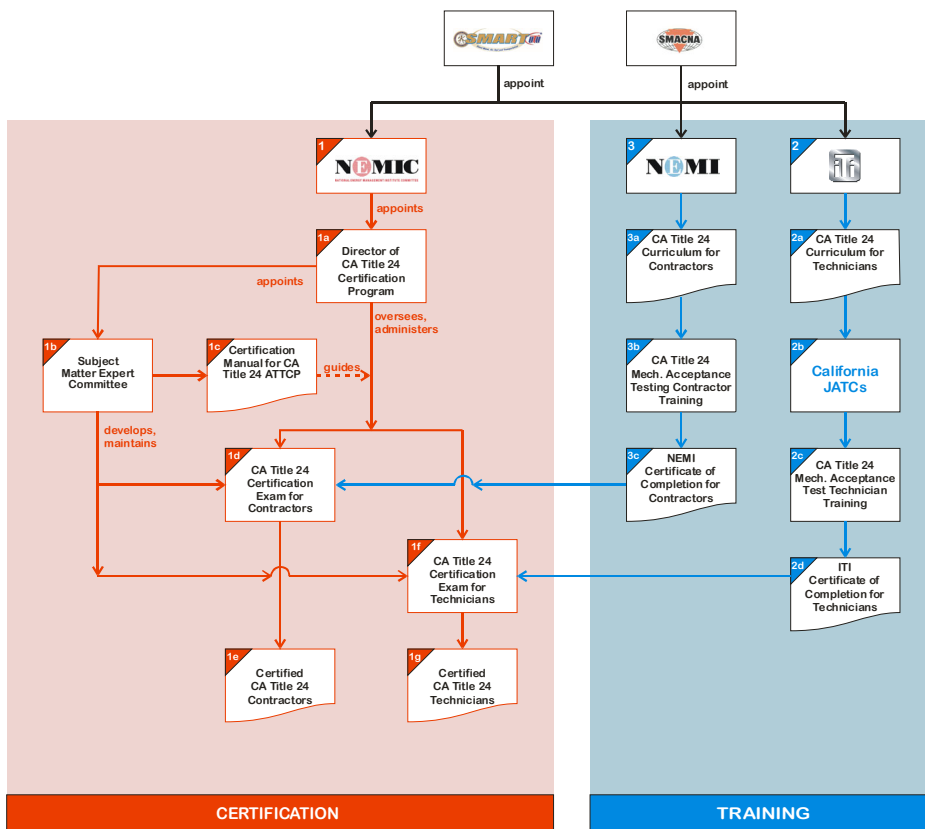 SMART
SMACNA
appoint
appoint
1
NEMIC
NATIONAL ENERGY MANAGEMENT INSTITUTE COMMITTEE
3
NEMI
2
iTi
appoints
1a
Director of
CA Title 24
Certification
Program
3a
CA Title 24
Curriculum for
Contractors
2a
CA Title 24
Curriculum for
Technicians
appoints
oversees,
administers
1b
Subject
Matter Expert
Committee
1c
Certification
Manual for CA
Title 24 ATTCP
guides
3b
CA Title 24
Mech. Acceptance
Testing Contractor
Training
2b
California
JATCs
develops,
maintains
1d
CA Title 24
Certification
Exam for
Contractors
3c
NEMI
Certificate of
Completion for
Contractors
2c
CA Title 24
Mech. Acceptance
Test Technician
Training
1f
CA Title 24
Certification
Exam for
Technicians
2d
ITI
Certificate of
Completion for
Technicians
1e
Certified
CA Title 24
Contractors
1g
Certified
CA Title 24
Technicians
CERTIFICATION
TRAINING